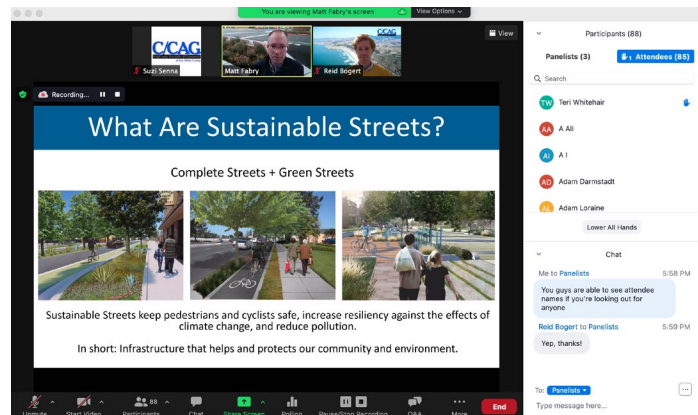 You are viewing Matt Fabry's screen
View Options
View
C/CAG
Suzi Senna
Matt Fabry
C/CAG
Reid Bogert
Recording...
What Are Sustainable Streets?
Complete Streets + Green Streets
Sustainable Streets keep pedestrians and cyclists safe, increase resiliency against the effects of
climate change, and reduce pollution.
In short: Infrastructure that helps and protects our community and environment.
Unmute
Start Video
Participants
88
Chat
Share Screen
Polling
Pause/Stop Recording
Q&A
More
End
Participants (88)
Panelists (3)
1 Attendees (85)
Search
TW Teri Whitehair
AA A Ali
AI A I
AD Adam Darmstadt
AL Adam Loraine
Lower All Hands
Chat
Me to Panelists 5:58 PM
You guys are able to see attendee
names if you're looking out for
anyone
Reid Bogert to Panelists 5:59 PM
Yep, thanks!
To: Panelists
Type message here...